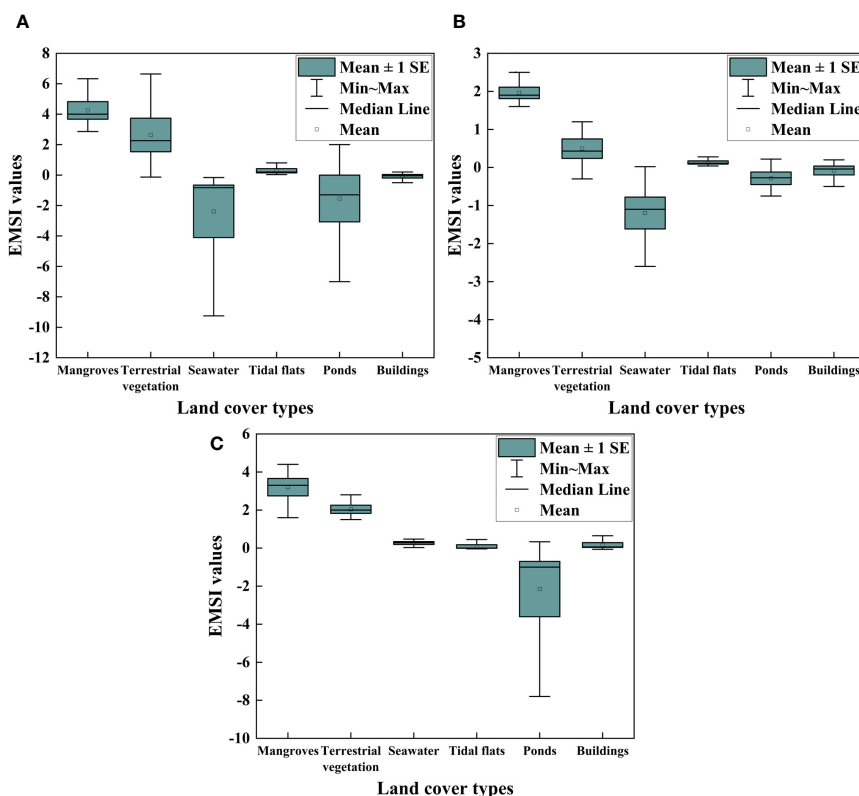 A
8
6
4
2
0
-2
-4
-6
-8
-10
-12
EMSI values
Mean ± 1 SE
Min~Max
Median Line
Mean
Mangroves Terrestrial vegetation Seawater Tidal flats Ponds Buildings
Land cover types
B
3
2
1
0
-1
-2
-3
-4
-5
EMSI values
Mean ± 1 SE
Min~Max
Median Line
Mean
Mangroves Terrestrial vegetation Seawater Tidal flats Ponds Buildings
Land cover types
C
6
4
2
0
-2
-4
-6
-8
-10
EMSI values
Mean ± 1 SE
Min~Max
Median Line
Mean
Mangroves Terrestrial vegetation Seawater Tidal flats Ponds Buildings
Land cover types